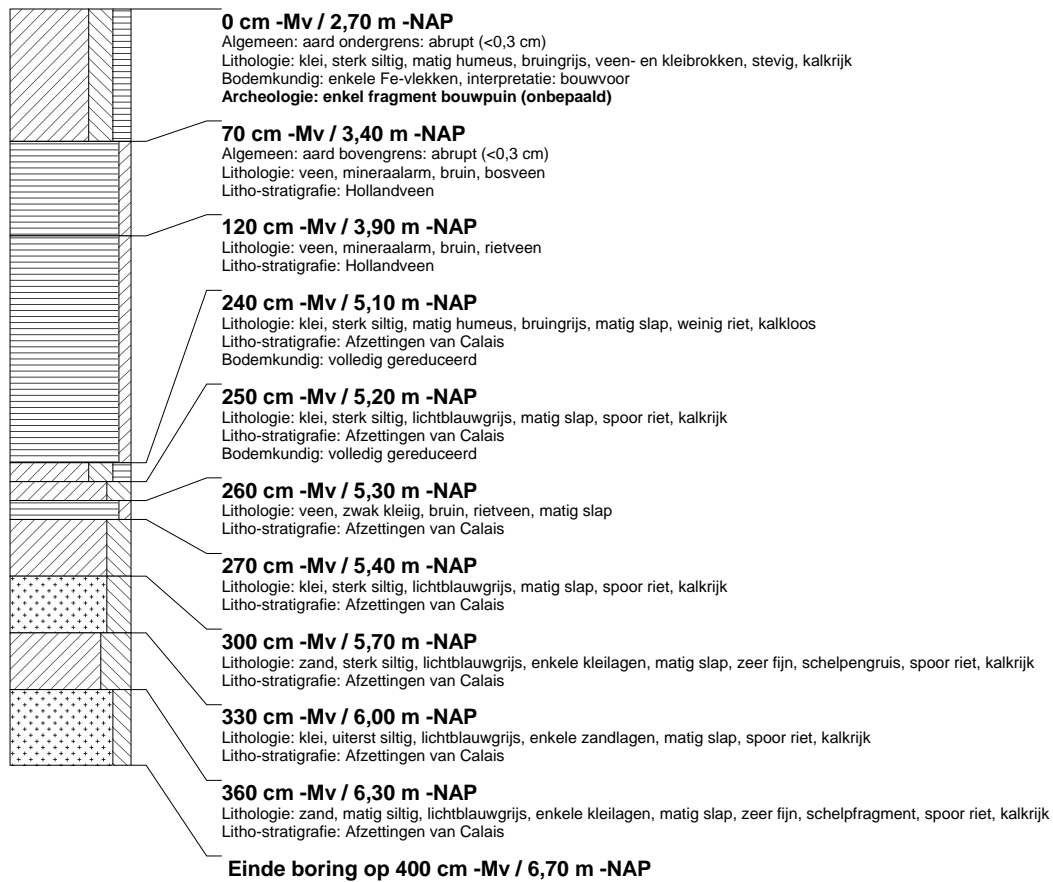 0 cm -Mv / 2,70 m -NAP
Algemeen: aard ondergrens: abrupt (<0,3 cm)
Lithologie: klei, sterk siltig, matig humeus, bruingrijs, veen- en kleibrokken, stevig, kalkrijk
Bodemkundig: enkele Fe-vlekken, interpretatie: bouwvoor
Archeologie: enkel fragment bouwpuin (onbepaald)
70 cm -Mv / 3,40 m -NAP
Algemeen: aard bovengrens: abrupt (<0,3 cm)
Lithologie: veen, mineraalarm, bruin, bosveen
Litho-stratigrafie: Hollandveen
120 cm -Mv / 3,90 m -NAP
Lithologie: veen, mineraalarm, bruin, rietveen
Litho-stratigrafie: Hollandveen
240 cm -Mv / 5,10 m -NAP
Lithologie: klei, sterk siltig, matig humeus, bruingrijs, matig slap, weinig riet, kalkloos
Litho-stratigrafie: Afzettingen van Calais
Bodemkundig: volledig gereduceerd
250 cm -Mv / 5,20 m -NAP
Lithologie: klei, sterk siltig, lichtblauwgrijs, matig slap, spoor riet, kalkrijk
Litho-stratigrafie: Afzettingen van Calais
Bodemkundig: volledig gereduceerd
260 cm -Mv / 5,30 m -NAP
Lithologie: veen, zwak kleiig, bruin, rietveen, matig slap
Litho-stratigrafie: Afzettingen van Calais
270 cm -Mv / 5,40 m -NAP
Lithologie: klei, sterk siltig, lichtblauwgrijs, matig slap, spoor riet, kalkrijk
Litho-stratigrafie: Afzettingen van Calais
300 cm -Mv / 5,70 m -NAP
Lithologie: zand, sterk siltig, lichtblauwgrijs, enkele kleilagen, matig slap, zeer fijn, schelpengruis, spoor riet, kalkrijk
Litho-stratigrafie: Afzettingen van Calais
330 cm -Mv / 6,00 m -NAP
Lithologie: klei, uiterst siltig, lichtblauwgrijs, enkele zandlagen, matig slap, spoor riet, kalkrijk
Litho-stratigrafie: Afzettingen van Calais
360 cm -Mv / 6,30 m -NAP
Lithologie: zand, matig siltig, lichtblauwgrijs, enkele kleilagen, matig slap, zeer fijn, schelpfragment, spoor riet, kalkrijk
Litho-stratigrafie: Afzettingen van Calais
Einde boring op 400 cm -Mv / 6,70 m -NAP